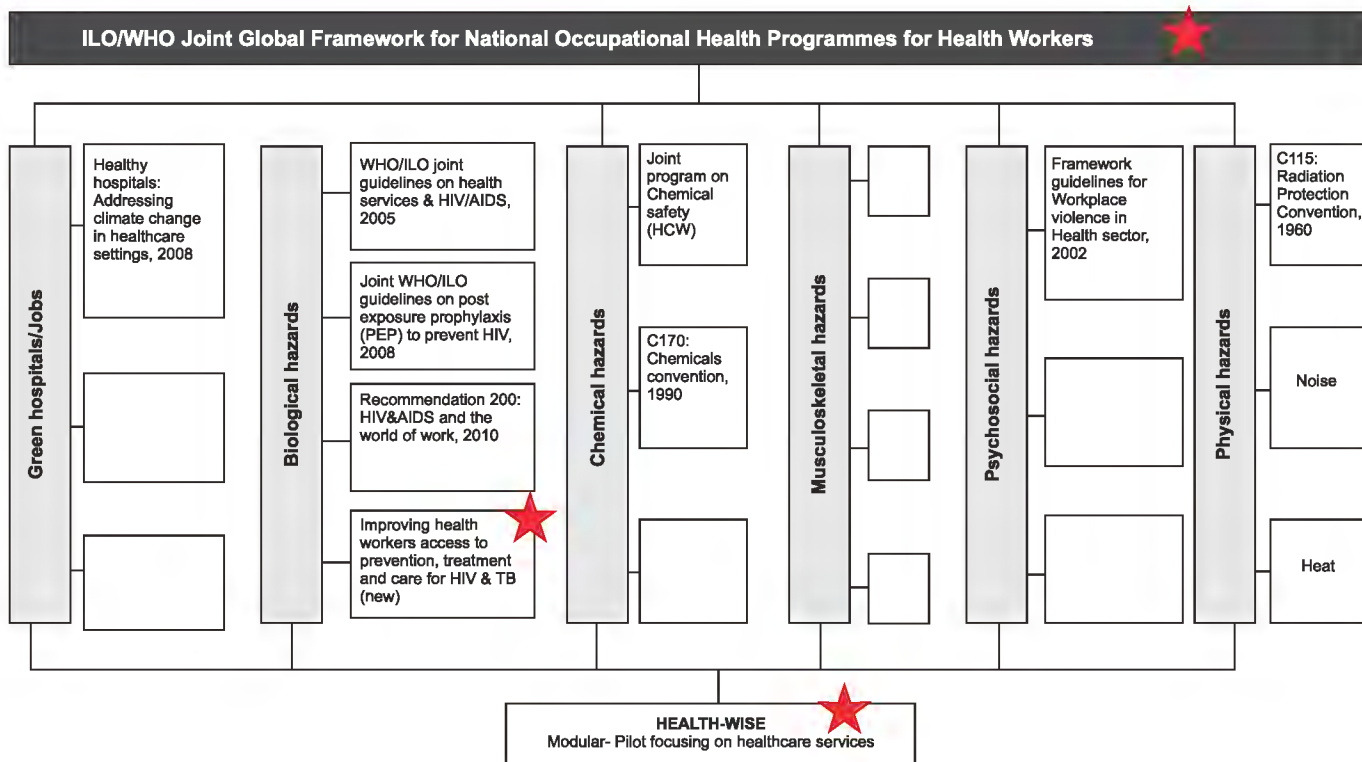 ILO/WHO Joint Global Framework for National Occupational Health Programmes for Health Workers
Green hospitals/Jobs
Healthy
hospitals:
Addressing
climate change
in healthcare
settings, 2008
Biological hazards
WHO/ILO joint
guidelines on health
services & HIV/AIDS,
2005
Joint WHO/ILO
guidelines on post
exposure prophylaxis
(PEP) to prevent HIV,
2008
Recommendation 200:
HIV&AIDS and the
world of work, 2010
Improving health
workers access to
prevention, treatment
and care for HIV & TB
(new)
Chemical hazards
Joint
program on
Chemical
safety
(HCW)
C170:
Chemicals
convention,
1990
Musculoskeletal hazards
Psychosocial hazards
Framework
guidelines for
Workplace
violence in
Health sector,
2002
Physical hazards
C115:
Radiation
Protection
Convention,
1960
Noise
Heat
HEALTH-WISE
Modular- Pilot focusing on healthcare services